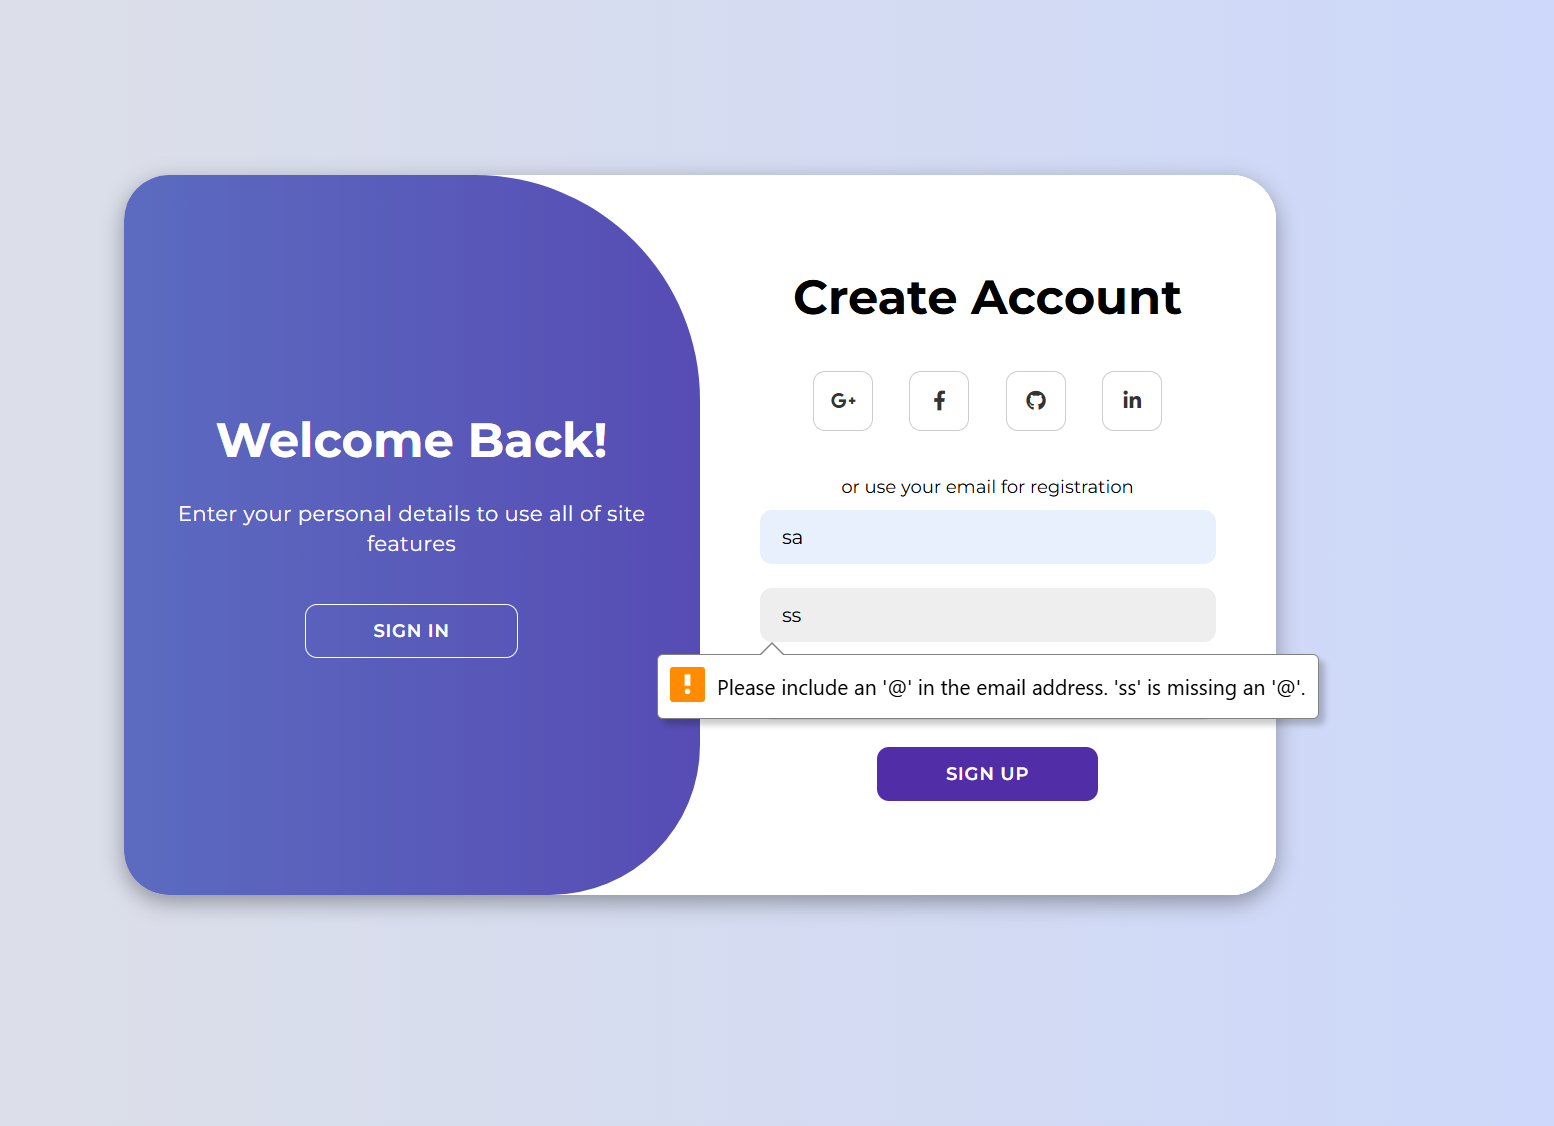 Welcome Back!
Enter your personal details to use all of site
features
SIGN IN
Create Account
G+
f
in
or use your email for registration
sa
ss
Please include an '@' in the email address. 'ss' is missing an '@'.
SIGN UP